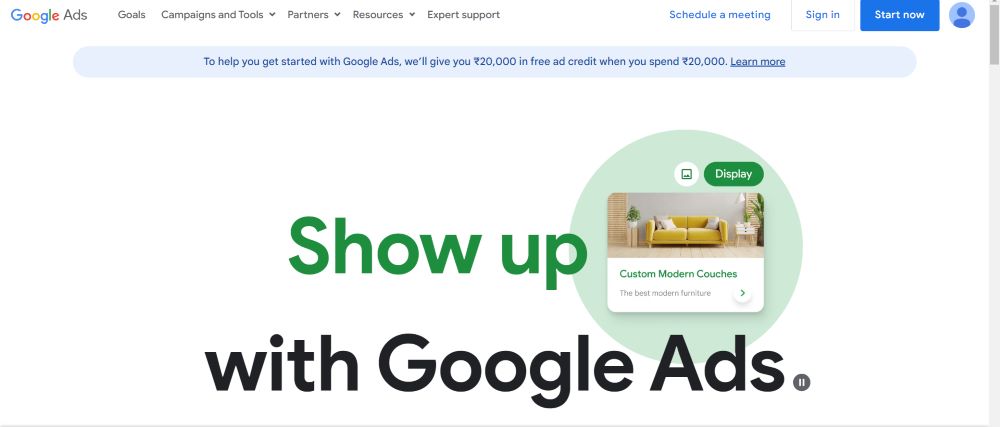 Google Ads Goals Campaigns and Tools Partners Resources Expert support Schedule a meeting Sign in Start now
To help you get started with Google Ads, we'll give you ₹20,000 in free ad credit when you spend ₹20,000. Learn more
Display
Show up
Custom Modern Couches
The best modern furniture
with Google Ads